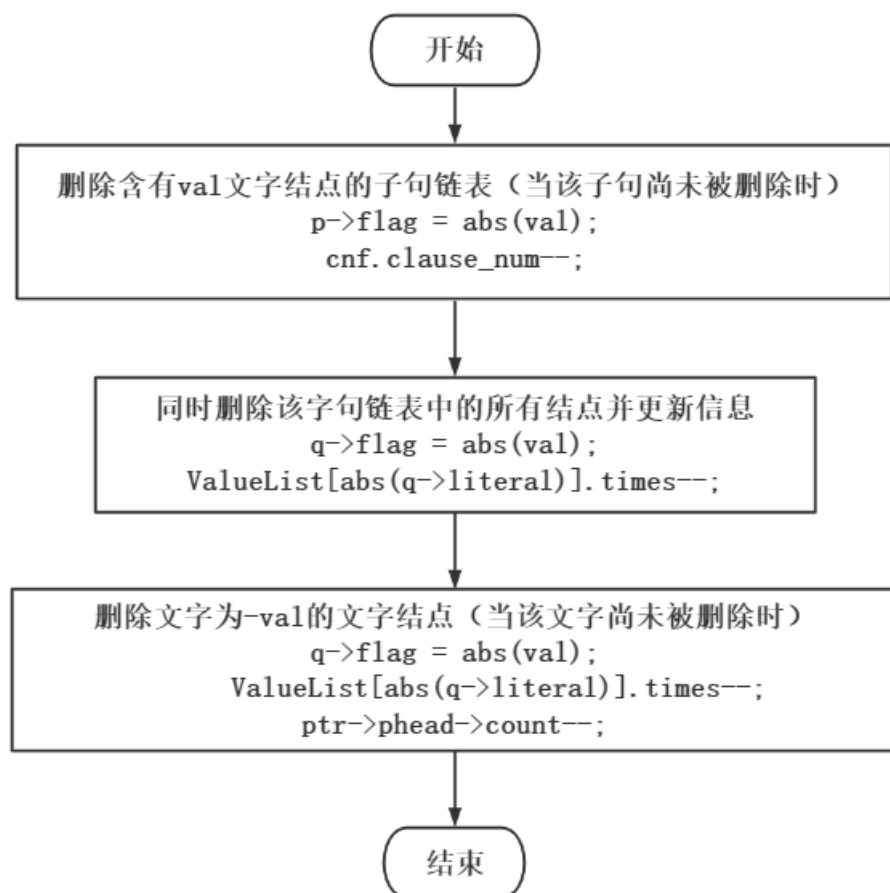 开始
删除含有val文字结点的子句链表（当该子句尚未被删除时）
p->flag = abs(val);
cnf.clause_num--;
同时删除该字句链表中的所有结点并更新信息
q->flag = abs(val);
ValueList[abs(q->literal)].times--;
删除文字为-val的文字结点（当该文字尚未被删除时）
q->flag = abs(val);
ValueList[abs(q->literal)].times--;
ptr->phead->count--;
结束